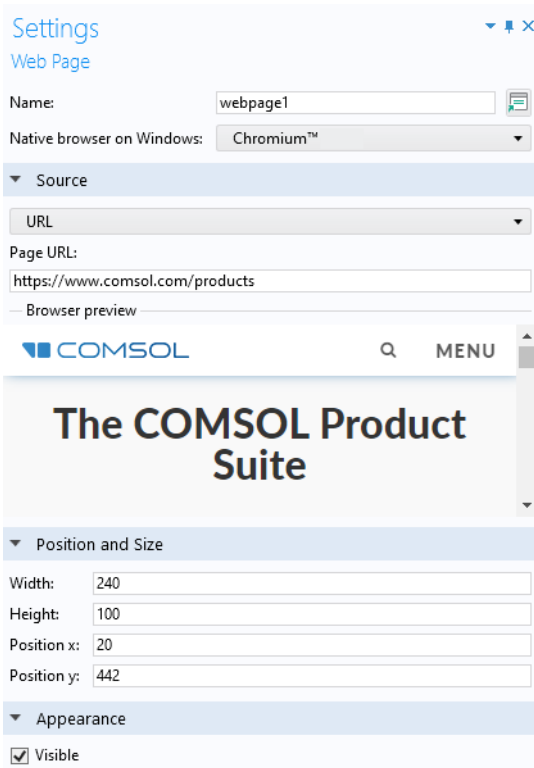 Settings
Web Page
Name: webpage1
Native browser on Windows: Chromium™
Source
URL
Page URL:
https://www.comsol.com/products
Browser preview
COMSOL MENU
The COMSOL Product
Suite
Position and Size
Width: 240
Height: 100
Position x: 20
Position y: 442
Appearance
Visible